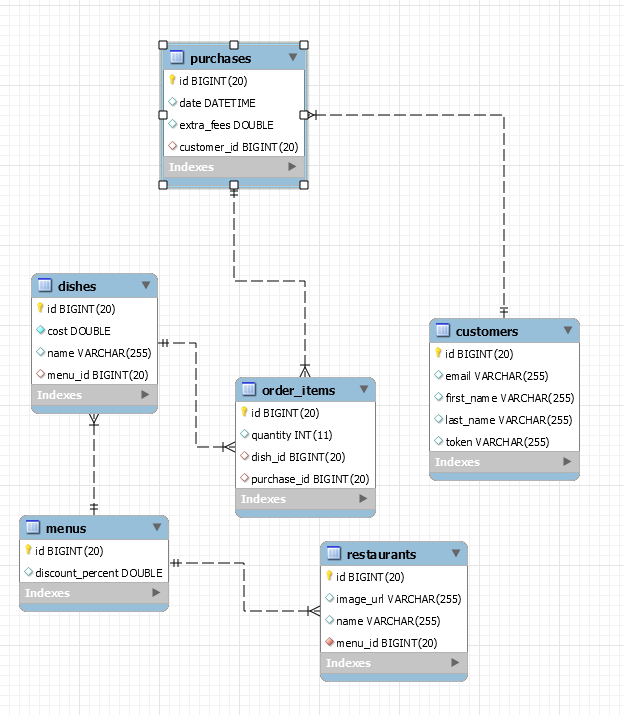 purchases
id BIGINT(20)
date DATETIME
extra_fees DOUBLE
customer_id BIGINT(20)
Indexes
dishes
id BIGINT(20)
cost DOUBLE
name VARCHAR(255)
menu_id BIGINT(20)
Indexes
customers
id BIGINT(20)
email VARCHAR(255)
first_name VARCHAR(255)
last_name VARCHAR(255)
token VARCHAR(255)
Indexes
order_items
id BIGINT(20)
quantity INT(11)
dish_id BIGINT(20)
purchase_id BIGINT(20)
Indexes
menus
id BIGINT(20)
discount_percent DOUBLE
Indexes
restaurants
id BIGINT(20)
image_url VARCHAR(255)
name VARCHAR(255)
menu_id BIGINT(20)
Indexes